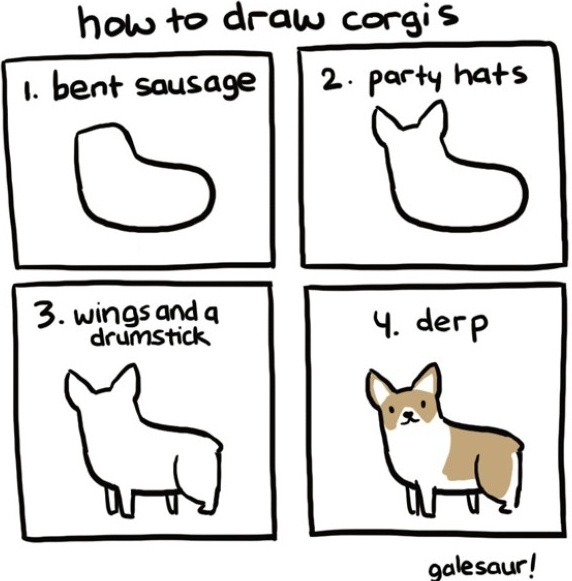 how to draw corgis
1. bent sausage
2. party hats
3. wings and a
drumstick
4. derp
galesaur!